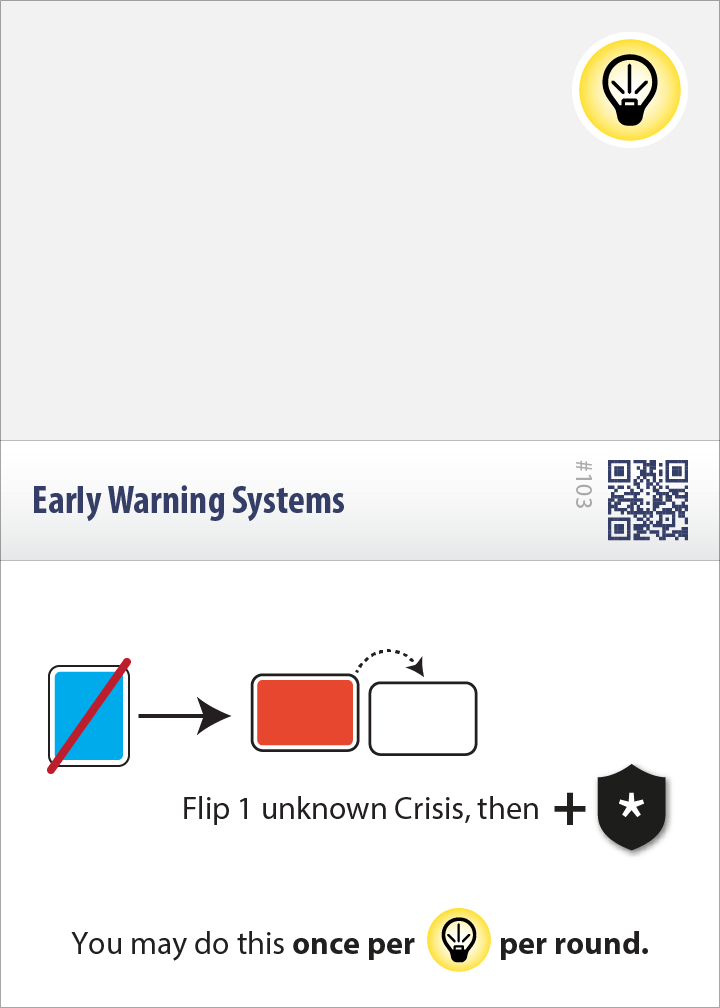 Early Warning Systems
#103
Flip 1 unknown Crisis, then +
*
You may do this once per per round.